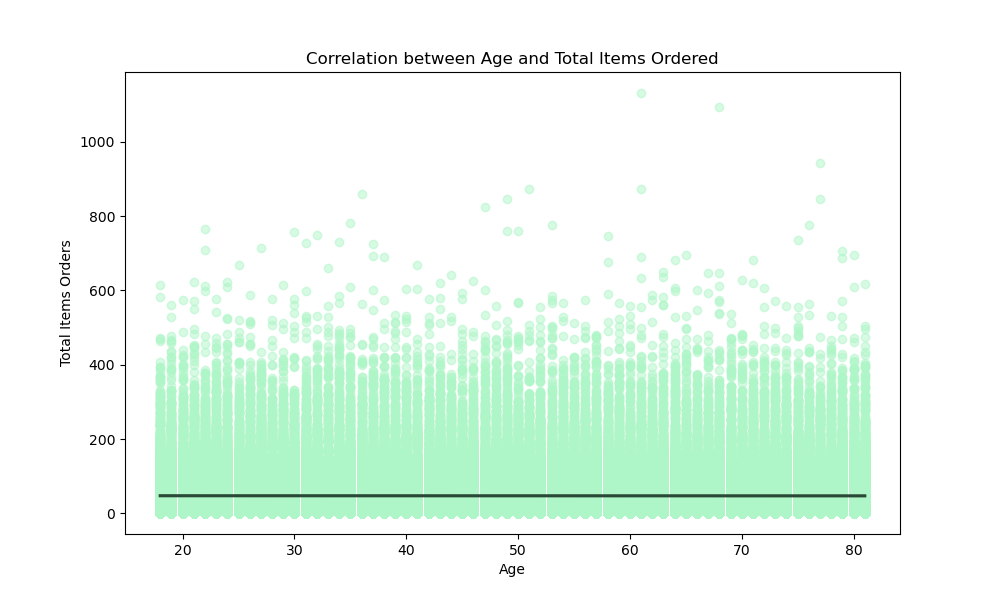 Correlation between Age and Total Items Ordered
Total Items Orders
1000
800
600
400
200
0
20 30 40 50 60 70 80
Age